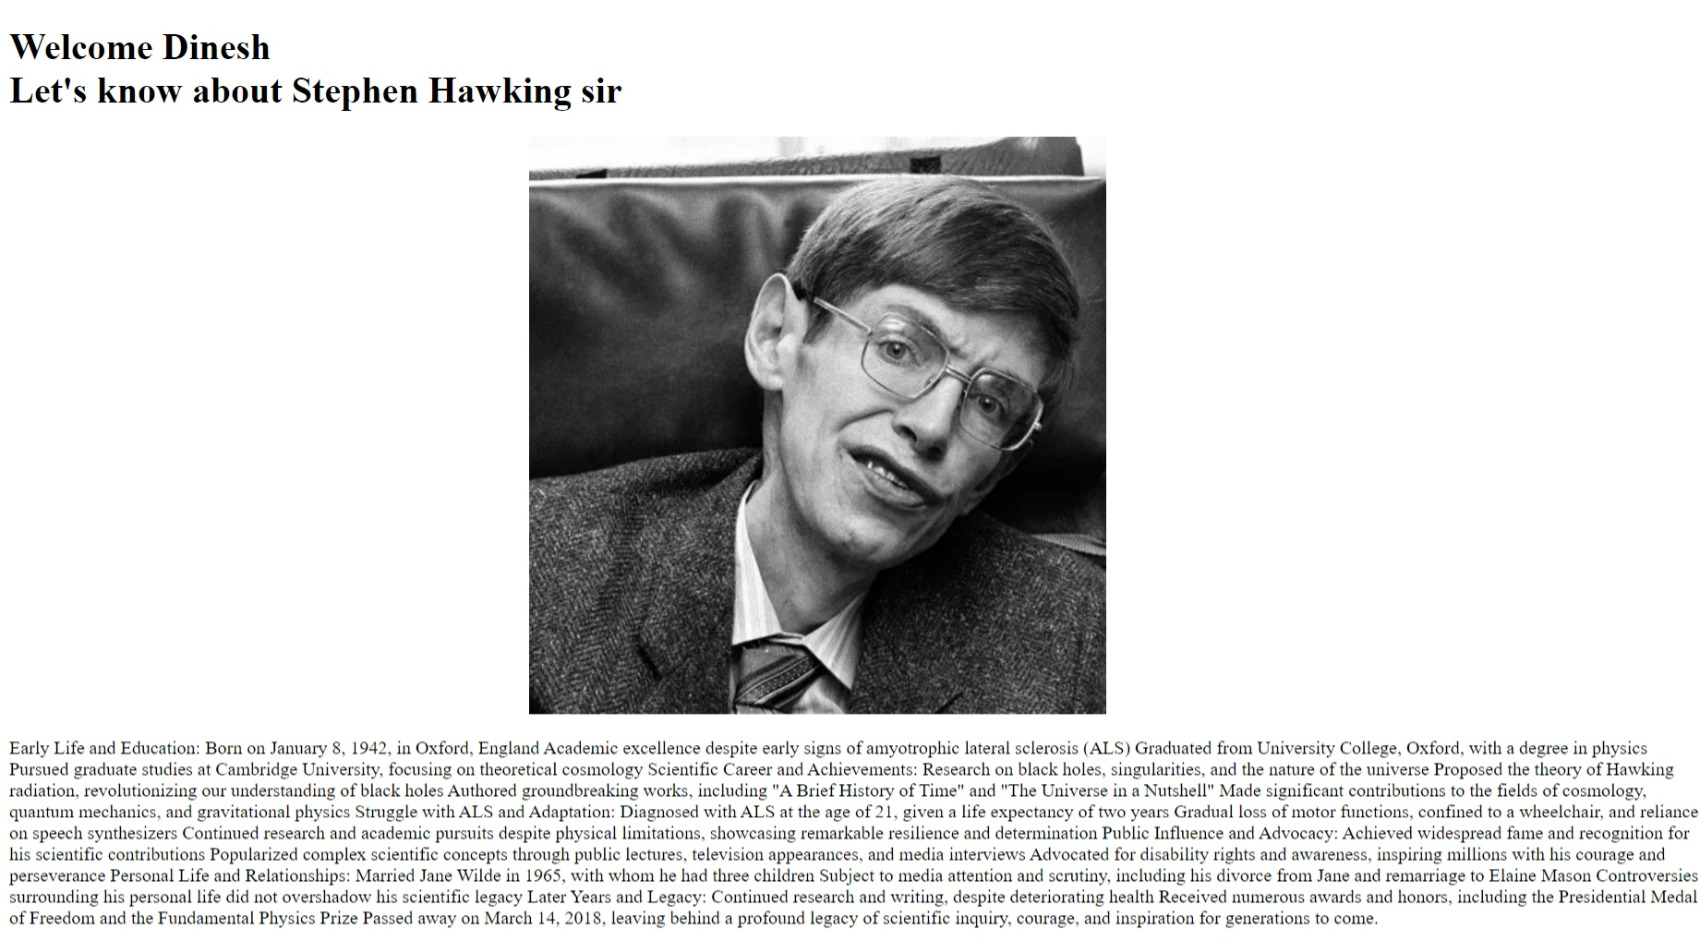 Welcome Dinesh
Let's know about Stephen Hawking sir
Early Life and Education: Born on January 8, 1942, in Oxford, England Academic excellence despite early signs of amyotrophic lateral sclerosis (ALS) Graduated from University College, Oxford, with a degree in physics
Pursued graduate studies at Cambridge University, focusing on theoretical cosmology Scientific Career and Achievements: Research on black holes, singularities, and the nature of the universe Proposed the theory of Hawking
radiation, revolutionizing our understanding of black holes Authored groundbreaking works, including "A Brief History of Time" and "The Universe in a Nutshell" Made significant contributions to the fields of cosmology,
quantum mechanics, and gravitational physics Struggle with ALS and Adaptation: Diagnosed with ALS at the age of 21, given a life expectancy of two years Gradual loss of motor functions, confined to a wheelchair, and reliance
on speech synthesizers Continued research and academic pursuits despite physical limitations, showcasing remarkable resilience and determination Public Influence and Advocacy: Achieved widespread fame and recognition for
his scientific contributions Popularized complex scientific concepts through public lectures, television appearances, and media interviews Advocated for disability rights and awareness, inspiring millions with his courage and
perseverance Personal Life and Relationships: Married Jane Wilde in 1965, with whom he had three children Subject to media attention and scrutiny, including his divorce from Jane and remarriage to Elaine Mason Controversies
surrounding his personal life did not overshadow his scientific legacy Later Years and Legacy: Continued research and writing, despite deteriorating health Received numerous awards and honors, including the Presidential Medal
of Freedom and the Fundamental Physics Prize Passed away on March 14, 2018, leaving behind a profound legacy of scientific inquiry, courage, and inspiration for generations to come.